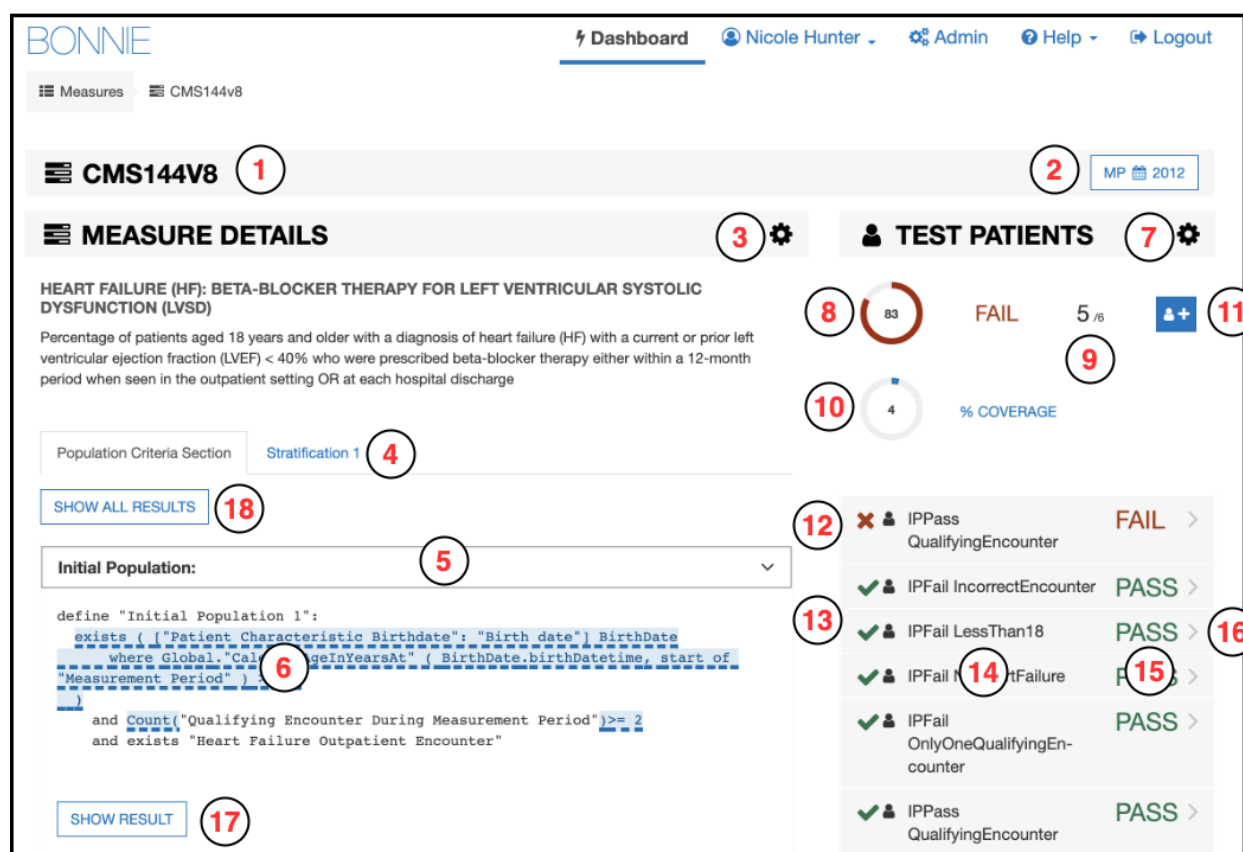 BONNIE
Dashboard Nicole Hunter Admin Help Logout
Measures CMS144v8
CMS144V8 1 2 MP 2012
MEASURE DETAILS 3
TEST PATIENTS 7
HEART FAILURE (HF): BETA-BLOCKER THERAPY FOR LEFT VENTRICULAR SYSTOLIC
DYSFUNCTION (LVSD)
Percentage of patients aged 18 years and older with a diagnosis of heart failure (HF) with a current or prior left
ventricular ejection fraction (LVEF) < 40% who were prescribed beta-blocker therapy either within a 12-month
period when seen in the outpatient setting OR at each hospital discharge
Population Criteria Section Stratification 1 4
SHOW ALL RESULTS 18
5
Initial Population:
define "Initial Population 1":
exists ( ["Patient Characteristic Birthdate": "Birth date"] BirthDate
where Global." ( BirthDate.birthDatetime, start of
"Measurement Period" )
6
)
and Count("Qualifying Encounter During Measurement Period")>= 2
and exists "Heart Failure Outpatient Encounter"
SHOW RESULT 17
8 83 FAIL 5 /6 11
9
10 4 % COVERAGE
12 IPPass FAIL
QualifyingEncounter
IPFail IncorrectEncounter PASS
13
IPFail LessThan18 PASS 16
IPFail 14 15
IPFail PASS
OnlyOneQualifyingEn-
counter
IPPass PASS
QualifyingEncounter